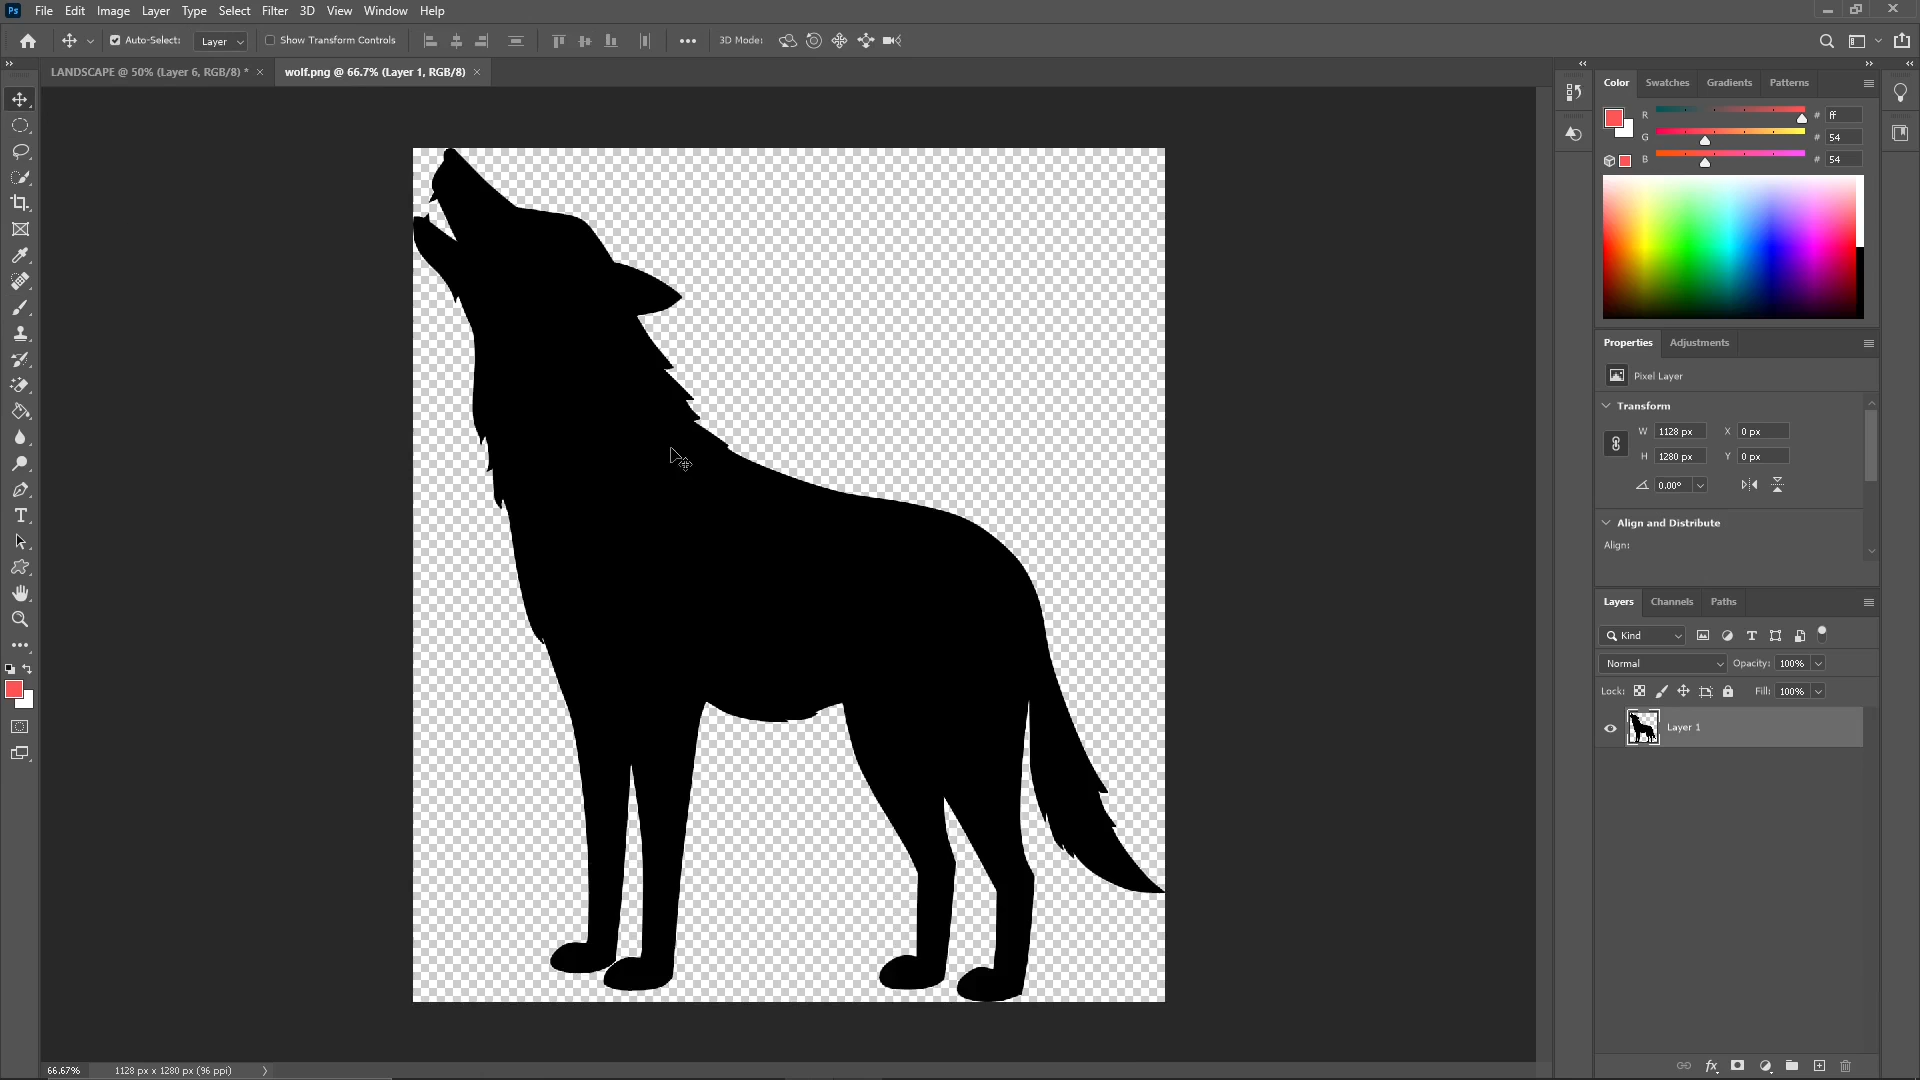 Ps File Edit Image Layer Type Select Filter 3D View Window Help
Auto-Select: Layer Show Transform Controls 3D Mode:
LANDSCAPE @ 50% (Layer 6, RGB/8) * wolf.png @ 66.7% (Layer 1, RGB/8)
Color Swatches Gradients Patterns
R # ff
G # 54
B # 54
Properties Adjustments
Pixel Layer
Transform
W 1128 px X 0 px
H 1280 px Y 0 px
0.00°
Align and Distribute
Align:
Layers Channels Paths
Kind
Normal Opacity: 100%
Lock: Fill: 100%
Layer 1
66.67% 1128 px x 1280 px (96 ppi)